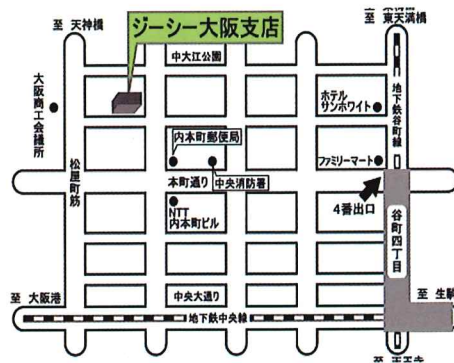 至 天神橋
ジーシー大阪支店
至 東天満橋
中大江公園
大阪商工会議所
松屋町筋
ホテル
サンホワイト
地下鉄谷町線
内本町郵便局
ファミリーマート
本町通り
中央消防署
4番出口
NTT
内本町ビル
谷町四丁目
至 大阪港
中央大通り
至 生駒
地下鉄中央線
至 天王寺